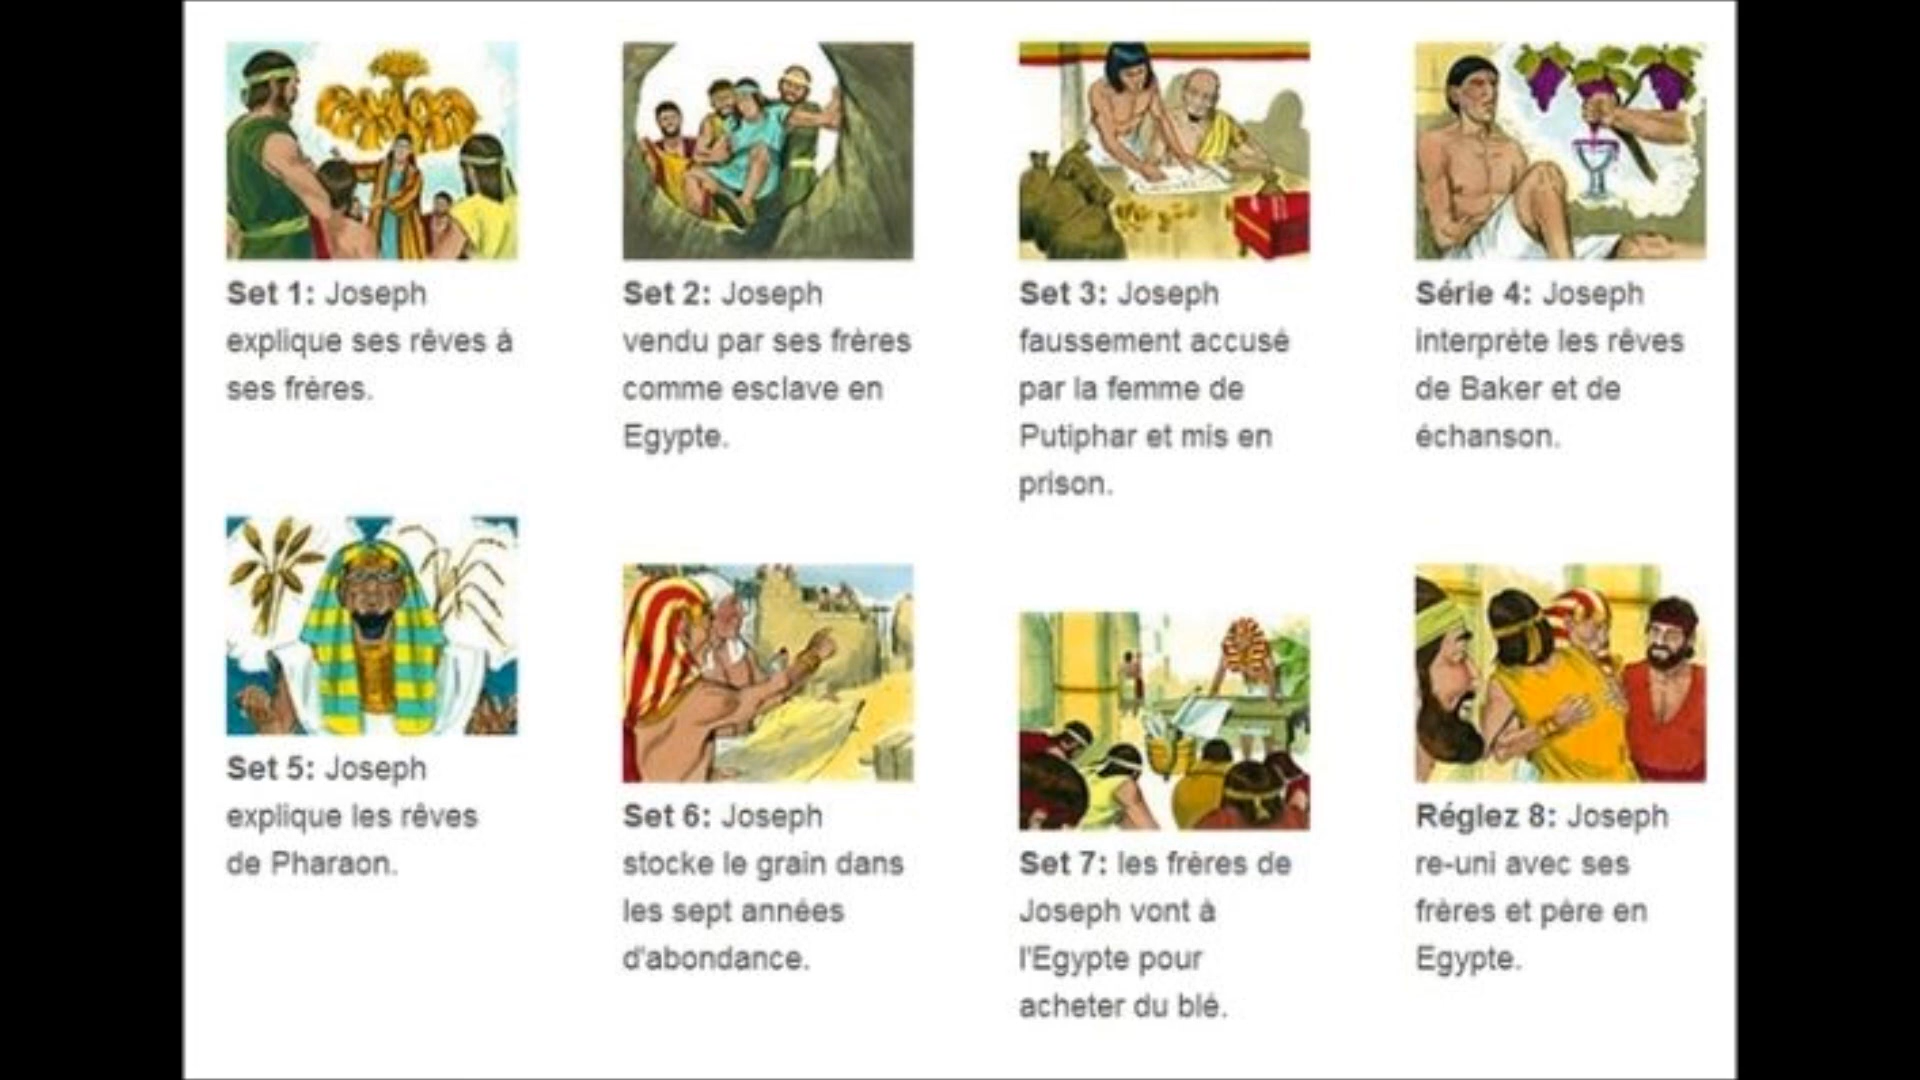 Set 1: Joseph
explique ses rêves à
ses frères.
Set 2: Joseph
vendu par ses frères
comme esclave en
Egypte.
Set 3: Joseph
faussement accusé
par la femme de
Putiphar et mis en
prison.
Série 4: Joseph
interprète les rêves
de Baker et de
échanson.
Set 5: Joseph
explique les rêves
de Pharaon.
Set 6: Joseph
stocke le grain dans
les sept années
d'abondance.
Set 7: les frères de
Joseph vont à
l'Egypte pour
acheter du blé.
Réglez 8: Joseph
re-uni avec ses
frères et père en
Egypte.